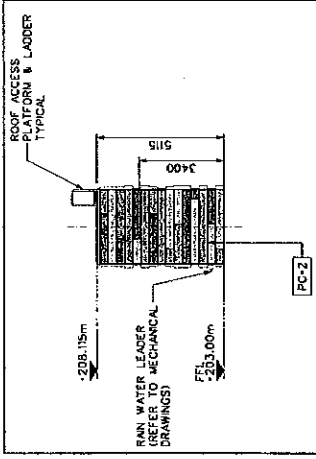 ROOF ACCESS
PLATFORM & LADDER
TYPICAL
+208.115m
5115
3400
RAIN WATER LEADER
(REFER TO MECHANICAL
DRAWINGS)
FFL
+203.00m
PC-2